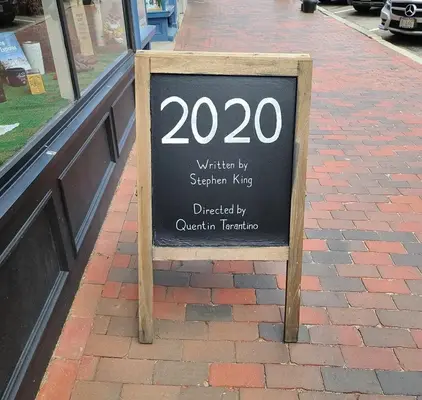 2020
Written by
Stephen King
Directed by
Quentin Tarantino